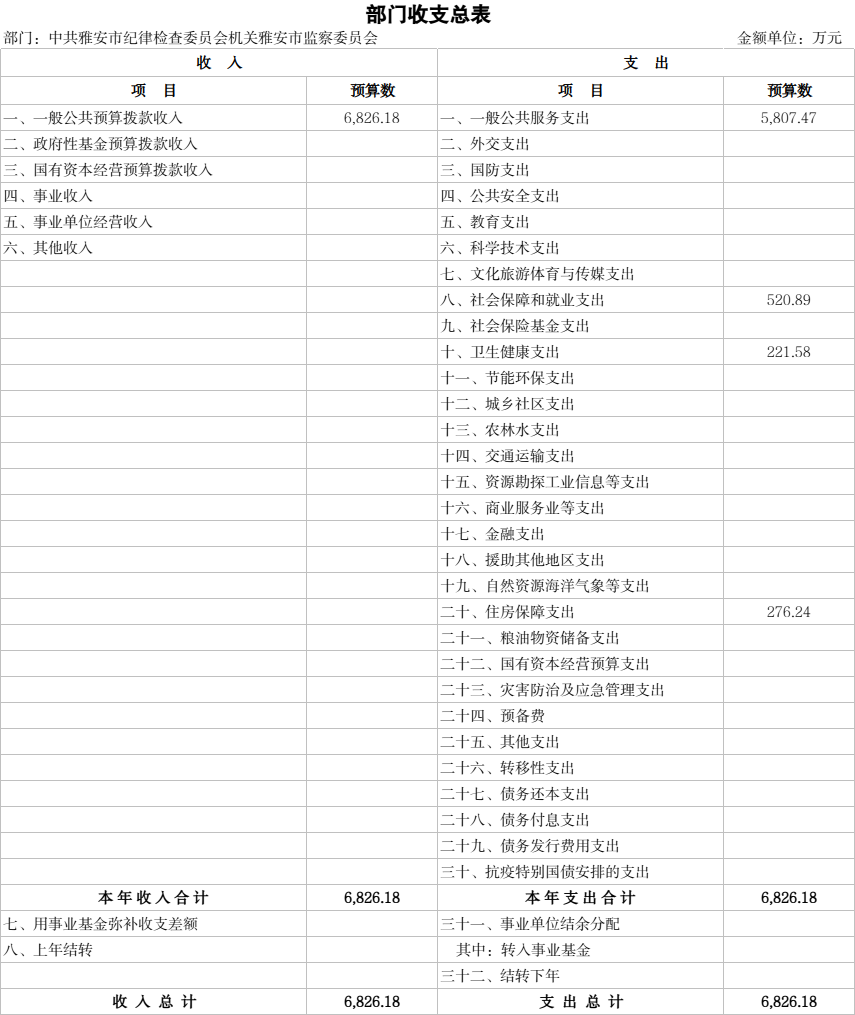 部门收支总表
部门：中共雅安市纪律检查委员会机关雅安市监察委员会 金额单位：万元
收 入 支 出
项 目 预算数 项 目 预算数
一、一般公共预算拨款收入 6,826.18 一、一般公共服务支出 5,807.47
二、政府性基金预算拨款收入 二、外交支出
三、国有资本经营预算拨款收入 三、国防支出
四、事业收入 四、公共安全支出
五、事业单位经营收入 五、教育支出
六、其他收入 六、科学技术支出
七、文化旅游体育与传媒支出
八、社会保障和就业支出 520.89
九、社会保险基金支出
十、卫生健康支出 221.58
十一、节能环保支出
十二、城乡社区支出
十三、农林水支出
十四、交通运输支出
十五、资源勘探工业信息等支出
十六、商业服务业等支出
十七、金融支出
十八、援助其他地区支出
十九、自然资源海洋气象等支出
二十、住房保障支出 276.24
二十一、粮油物资储备支出
二十二、国有资本经营预算支出
二十三、灾害防治及应急管理支出
二十四、预备费
二十五、其他支出
二十六、转移性支出
二十七、债务还本支出
二十八、债务付息支出
二十九、债务发行费用支出
三十、抗疫特别国债安排的支出
本 年 收 入 合 计 6,826.18 本 年 支 出 合 计 6,826.18
七、用事业基金弥补收支差额 三十一、事业单位结余分配
八、上年结转 其中：转入事业基金
三十二、结转下年
收 入 总 计 6,826.18 支 出 总 计 6,826.18